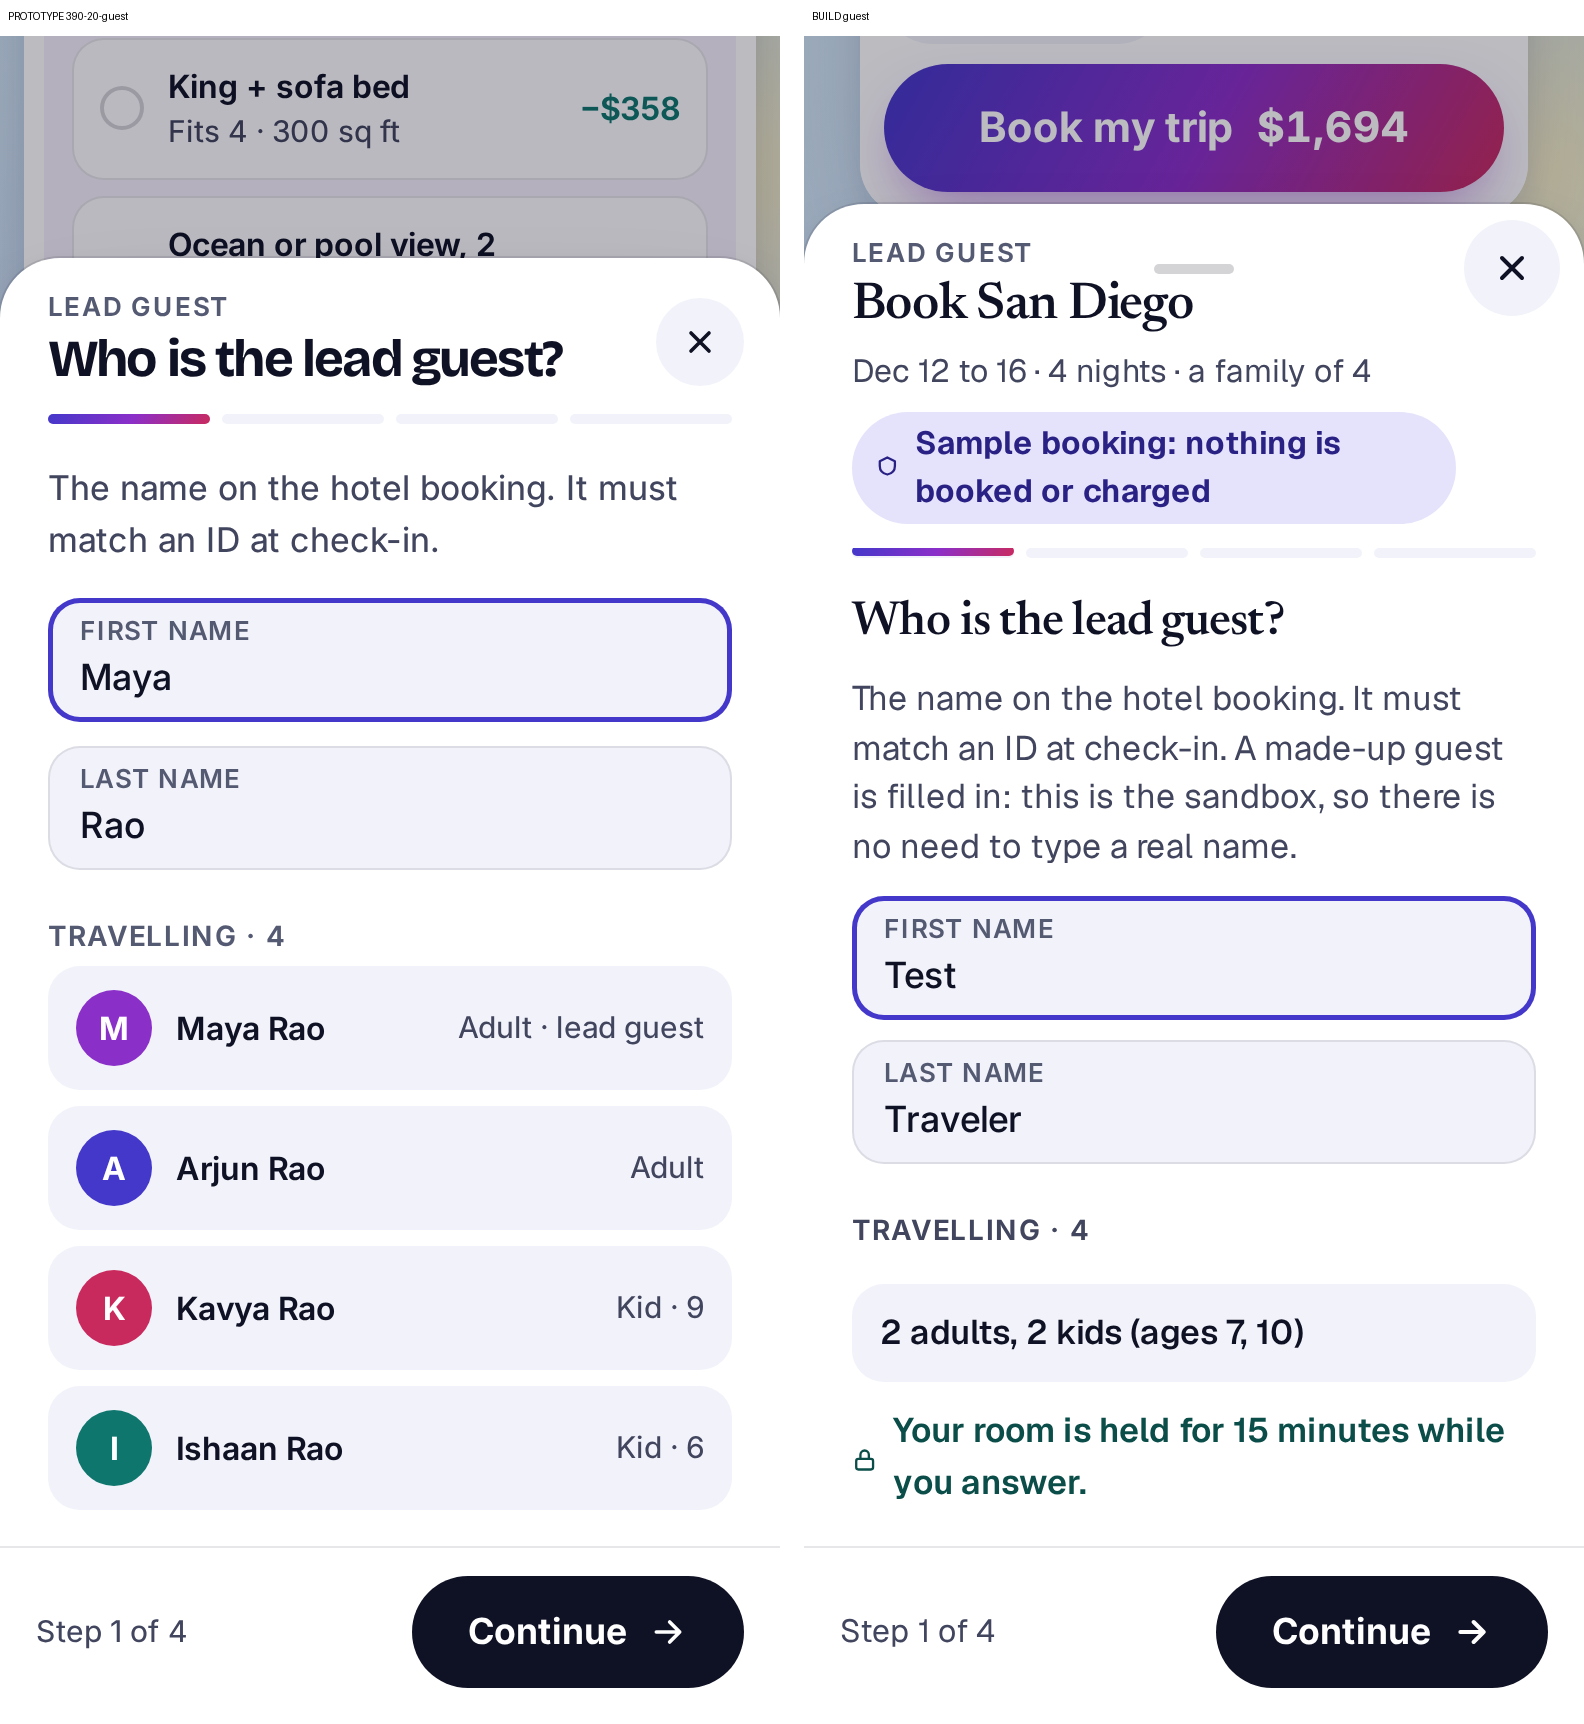 PROTOTYPE 390-20-guest
King + sofa bed
−$358
Fits 4 · 300 sq ft
Ocean or pool view, 2
LEAD GUEST
Who is the lead guest?
The name on the hotel booking. It must
match an ID at check-in.
FIRST NAME
Maya
LAST NAME
Rao
TRAVELLING · 4
M Maya Rao Adult · lead guest
A Arjun Rao Adult
K Kavya Rao Kid · 9
I Ishaan Rao Kid · 6
Step 1 of 4
Continue →
BUILD guest
Book my trip $1,694
LEAD GUEST
Book San Diego
Dec 12 to 16 · 4 nights · a family of 4
Sample booking: nothing is
booked or charged
Who is the lead guest?
The name on the hotel booking. It must
match an ID at check-in. A made-up guest
is filled in: this is the sandbox, so there is
no need to type a real name.
FIRST NAME
Test
LAST NAME
Traveler
TRAVELLING · 4
2 adults, 2 kids (ages 7, 10)
Your room is held for 15 minutes while
you answer.
Step 1 of 4
Continue →